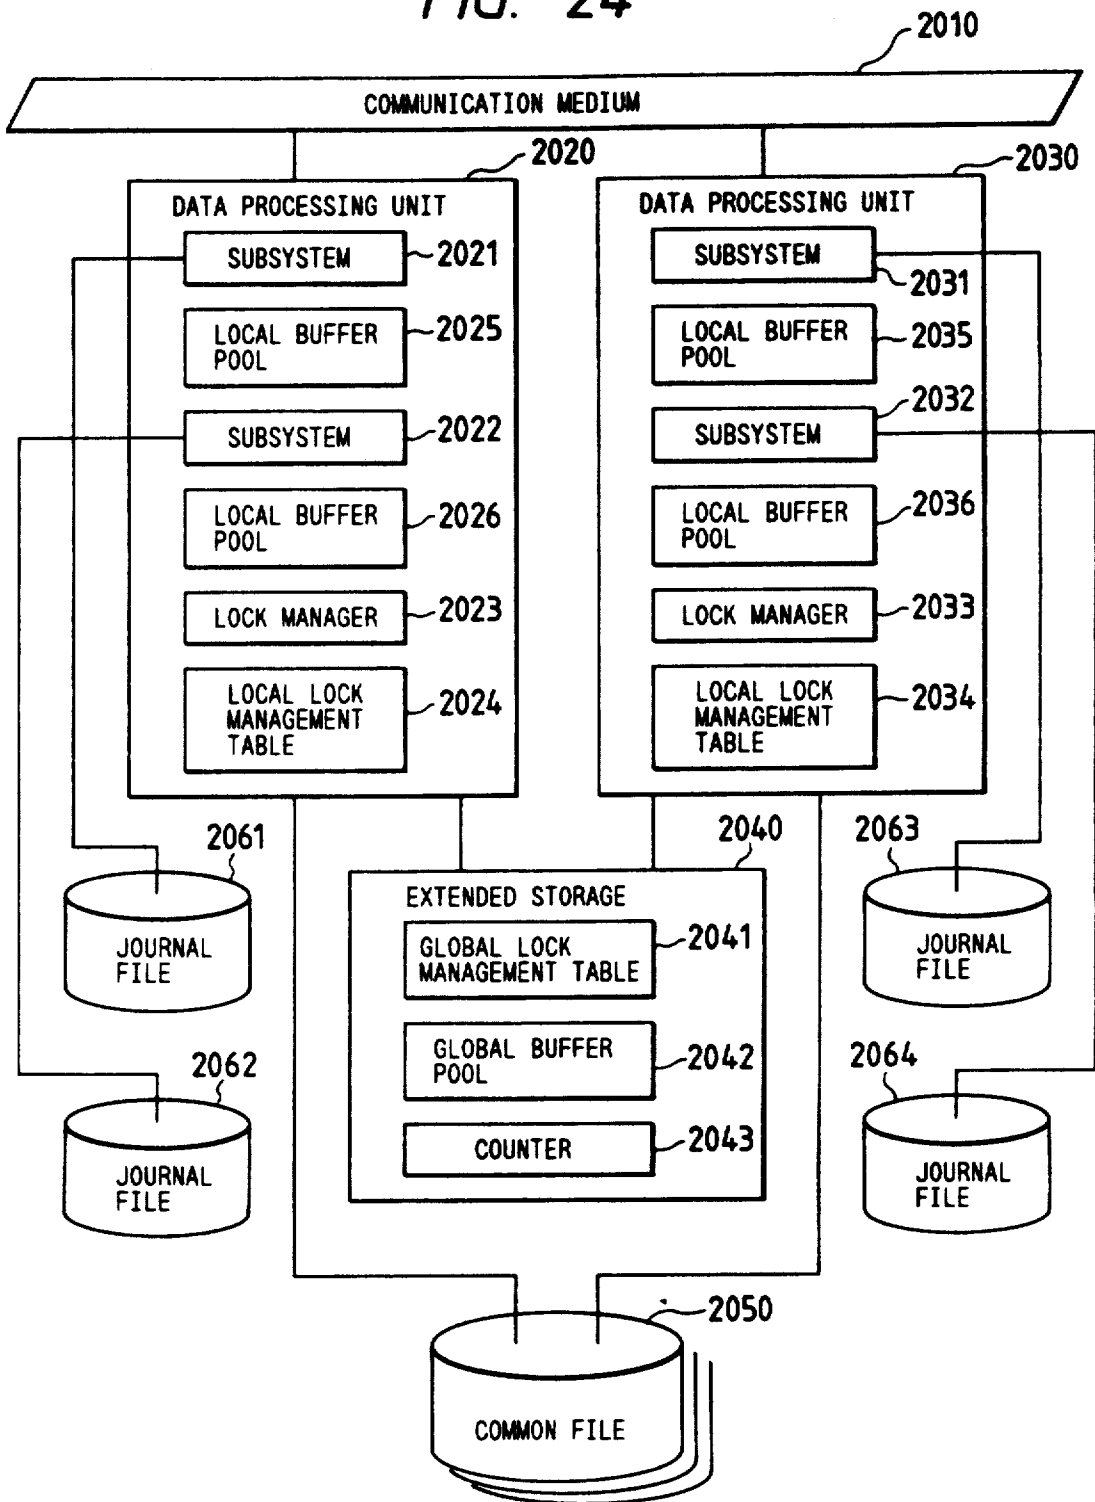 FIG. 24
2010
COMMUNICATION MEDIUM
2020
DATA PROCESSING UNIT
SUBSYSTEM
2021
LOCAL BUFFER
POOL
2025
SUBSYSTEM
2022
LOCAL BUFFER
POOL
2026
LOCK MANAGER
2023
LOCAL LOCK
MANAGEMENT
TABLE
2024
2030
DATA PROCESSING UNIT
SUBSYSTEM
2031
LOCAL BUFFER
POOL
2035
2032
SUBSYSTEM
LOCAL BUFFER
POOL
2036
LOCK MANAGER
2033
LOCAL LOCK
MANAGEMENT
TABLE
2034
2061
JOURNAL
FILE
2062
JOURNAL
FILE
2040
EXTENDED STORAGE
GLOBAL LOCK
MANAGEMENT TABLE
2041
GLOBAL BUFFER
POOL
2042
COUNTER
2043
2063
JOURNAL
FILE
2064
JOURNAL
FILE
2050
COMMON FILE